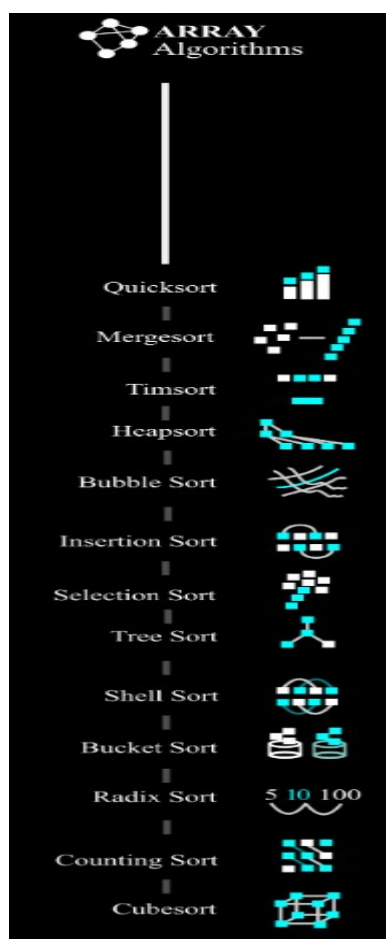 ARRAY
Algorithms
Quicksort
Mergesort
Timsort
Heapsort
Bubble Sort
Insertion Sort
Selection Sort
Tree Sort
Shell Sort
Bucket Sort
Radix Sort 5 10 100
Counting Sort
Cubesort